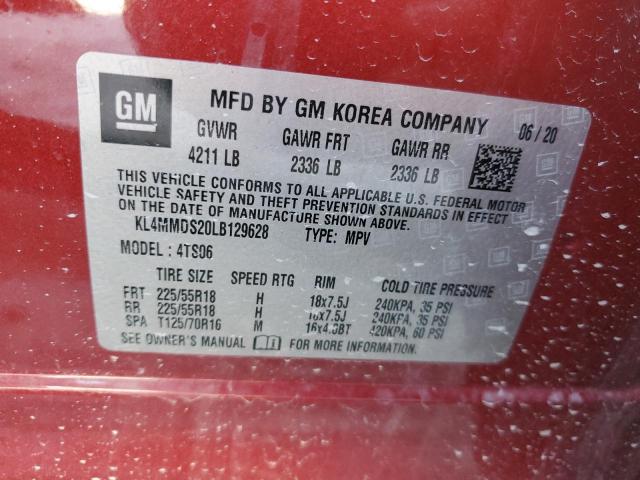 GM
MFD BY GM KOREA COMPANY 06/20
GVWR GAWR FRT GAWR RR
4211 LB 2336 LB 2336 LB
THIS VEHICLE CONFORMS TO ALL APPLICABLE U.S. FEDERAL MOTOR
VEHICLE SAFETY AND THEFT PREVENTION STANDARDS IN EFFECT
ON THE DATE OF MANUFACTURE SHOWN ABOVE.
KL4MMDS20LB129628 TYPE: MPV
MODEL: 4TS06
TIRE SIZE SPEED RTG RIM COLD TIRE PRESSURE
FRT 225/55R18 H 18x7.5J 240KPA, 35 PSI
RR 225/55R18 H 18x7.5J 240KPA, 35 PSI
SPA T125/70R16 M 16x4.0BT 420KPA, 60 PSI
SEE OWNER'S MANUAL FOR MORE INFORMATION.